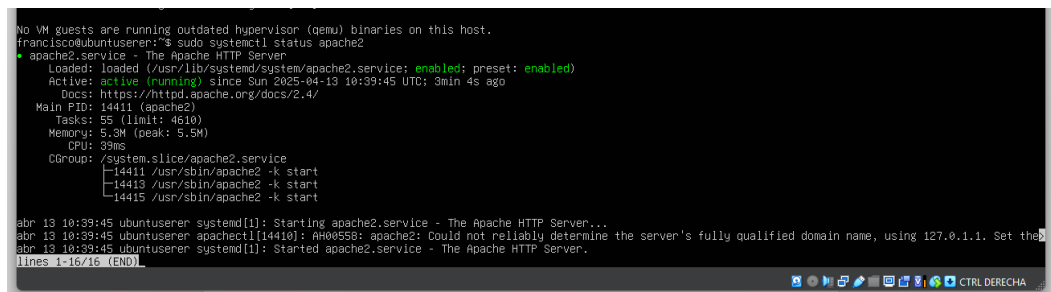 No VM guests are running outdated hypervisor (qemu) binaries on this host.
francisco@ubuntuserer:~$ sudo systemctl status apache2
● apache2.service - The Apache HTTP Server
Loaded: loaded (/usr/lib/systemd/system/apache2.service; enabled; preset: enabled)
Active: active (running) since Sun 2025-04-13 10:39:45 UTC; 3min 4s ago
Docs: https://httpd.apache.org/docs/2.4/
Main PID: 14411 (apache2)
Tasks: 55 (limit: 4610)
Memory: 5.3M (peak: 5.5M)
CPU: 39ms
CGroup: /system.slice/apache2.service
├─14411 /usr/sbin/apache2 -k start
├─14413 /usr/sbin/apache2 -k start
└─14415 /usr/sbin/apache2 -k start
abr 13 10:39:45 ubuntuserer systemd[1]: Starting apache2.service - The Apache HTTP Server...
abr 13 10:39:45 ubuntuserer apachectl[14410]: AH00558: apache2: Could not reliably determine the server's fully qualified domain name, using 127.0.1.1. Set the>
abr 13 10:39:45 ubuntuserer systemd[1]: Started apache2.service - The Apache HTTP Server.
lines 1-16/16 (END)
CTRL DERECHA